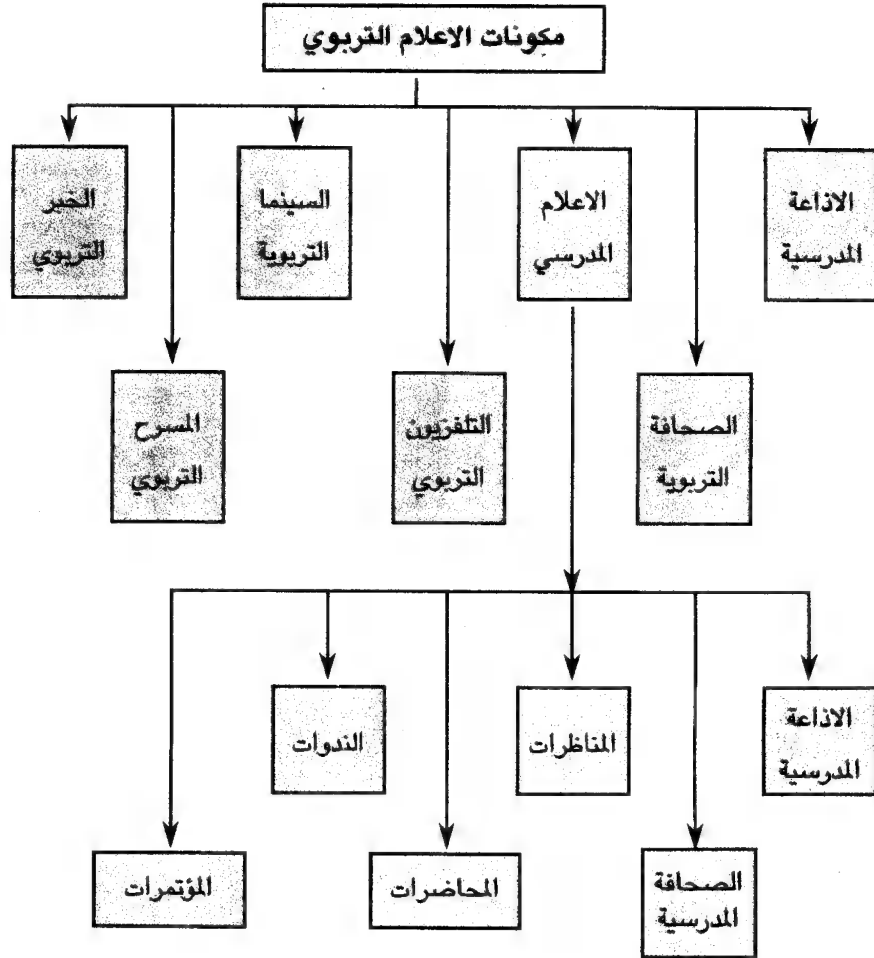 مكونات الاعلام التربوي
الاذاعة
المدرسية
الاعلام
المدرسي
السينما
التربوية
الخبر
التربوي
الصحافة
التربوية
التلفزيون
التربوي
المسرح
التربوي
الاذاعة
المدرسية
المناظرات
الندوات
الصحافة
المدرسية
المحاضرات
المؤتمرات